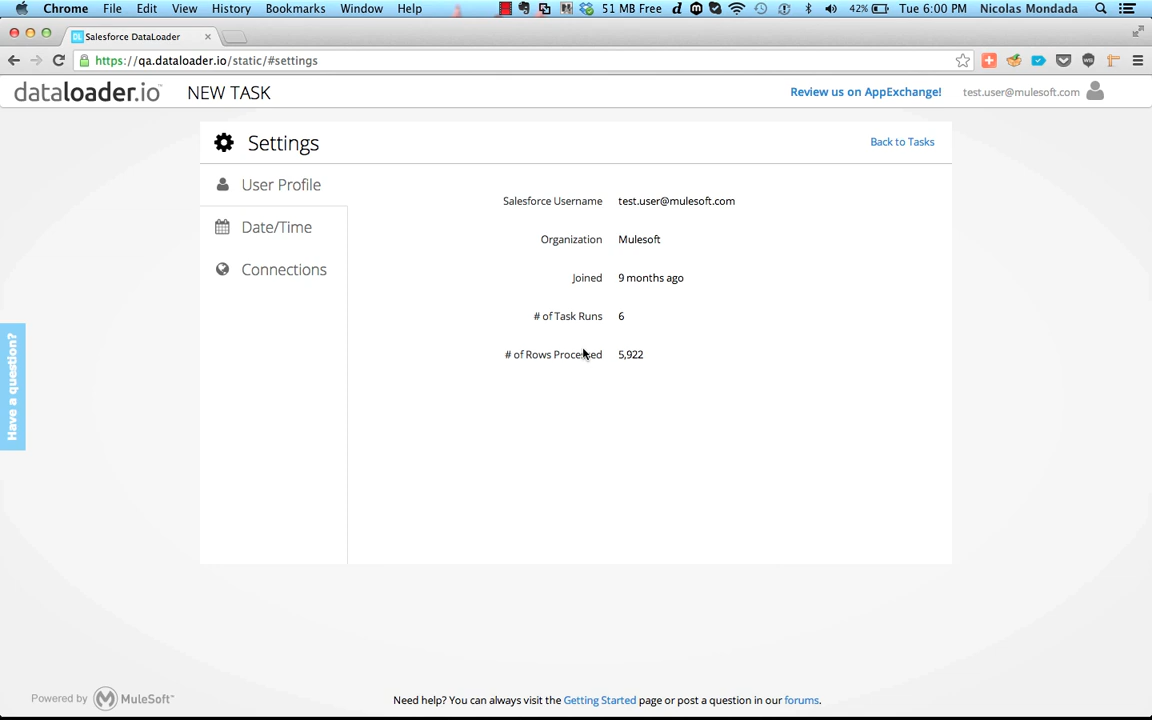 Chrome File Edit View History Bookmarks Window Help 51 MB Free 42% Tue 6:00 PM Nicolas Mondada
Salesforce DataLoader
https://qa.dataloader.io/static/#settings
dataloader.io NEW TASK Review us on AppExchange! test.user@mulesoft.com
Settings Back to Tasks
User Profile
Date/Time
Connections
Salesforce Username test.user@mulesoft.com
Organization Mulesoft
Joined 9 months ago
# of Task Runs 6
# of Rows Processed 5,922
Have a question?
Powered by MuleSoft™
Need help? You can always visit the Getting Started page or post a question in our forums.